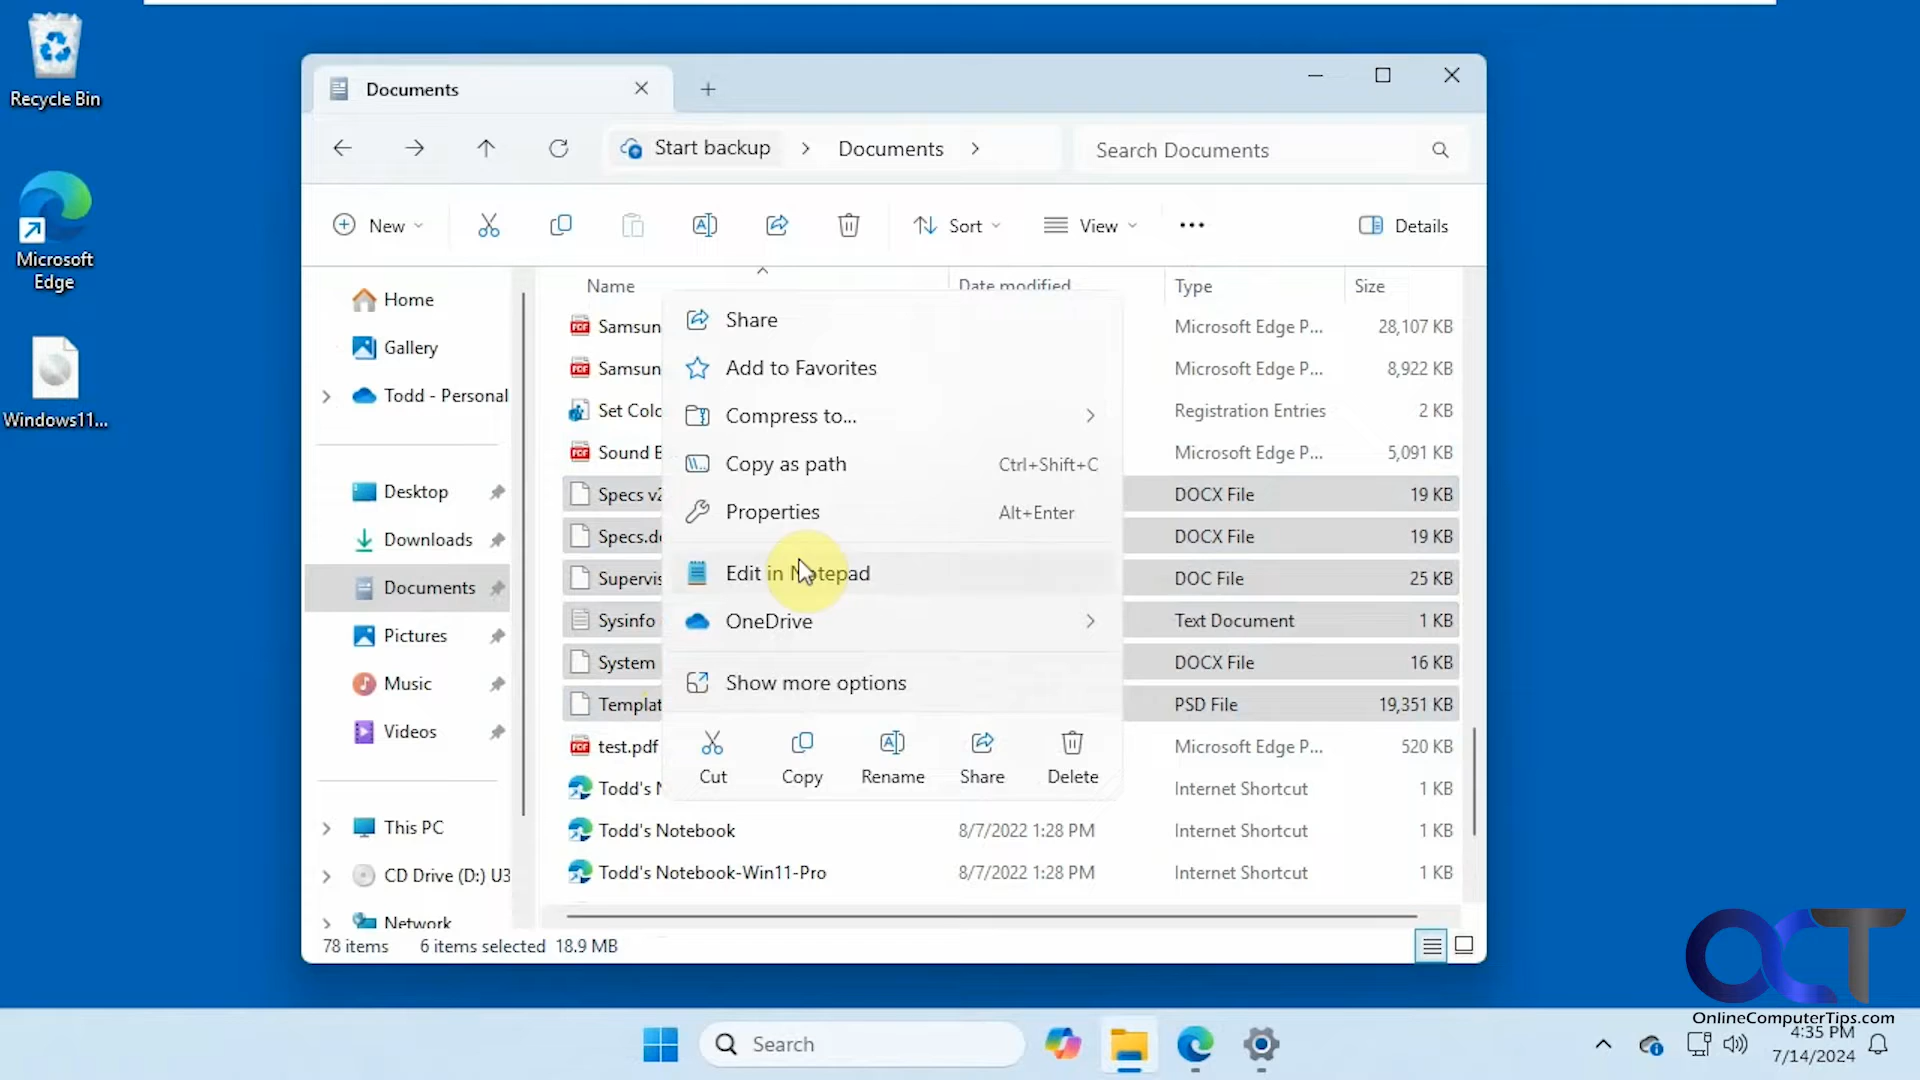 Recycle Bin
Microsoft
Edge
Windows11...
Documents
Start backup
Documents
Search Documents
New
Sort
View
Details
Home
Gallery
Todd - Personal
Desktop
Downloads
Documents
Pictures
Music
Videos
This PC
CD Drive (D:) U3
Network
Name
Date modified
Type
Size
Samsun
Microsoft Edge P...
28,107 KB
Samsun
Microsoft Edge P...
8,922 KB
Set Colo
Registration Entries
2 KB
Sound B
Microsoft Edge P...
5,091 KB
Specs v2
DOCX File
19 KB
Specs.do
DOCX File
19 KB
Supervis
DOC File
25 KB
Sysinfo
Text Document
1 KB
System
DOCX File
16 KB
Templat
PSD File
19,351 KB
test.pdf
Microsoft Edge P...
520 KB
Todd's N
Internet Shortcut
1 KB
Todd's Notebook
8/7/2022 1:28 PM
Internet Shortcut
1 KB
Todd's Notebook-Win11-Pro
8/7/2022 1:28 PM
Internet Shortcut
1 KB
Share
Add to Favorites
Compress to...
Copy as path
Ctrl+Shift+C
Properties
Alt+Enter
Edit in Notepad
OneDrive
Show more options
Cut
Copy
Rename
Share
Delete
78 items
6 items selected
18.9 MB
OCT
OnlineComputerTips.com
Search
4:35 PM
7/14/2024